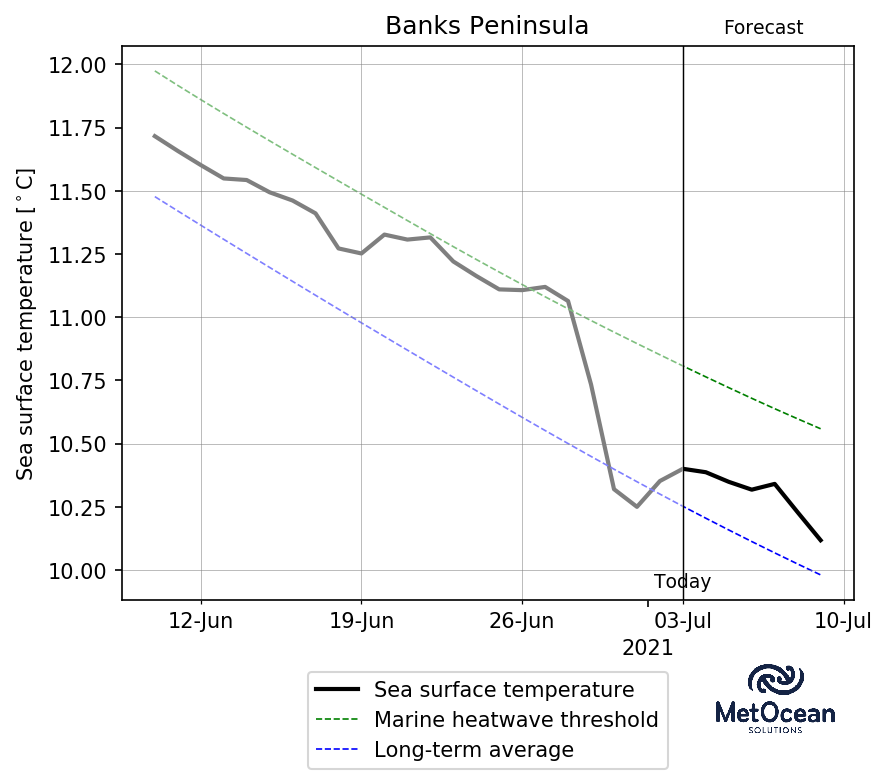 Banks Peninsula
Forecast
Sea surface temperature [°C]
12.00
11.75
11.50
11.25
11.00
10.75
10.50
10.25
10.00
Today
12-Jun
19-Jun
26-Jun
03-Jul
10-Jul
2021
Sea surface temperature
Marine heatwave threshold
Long-term average
MetOcean
SOLUTIONS